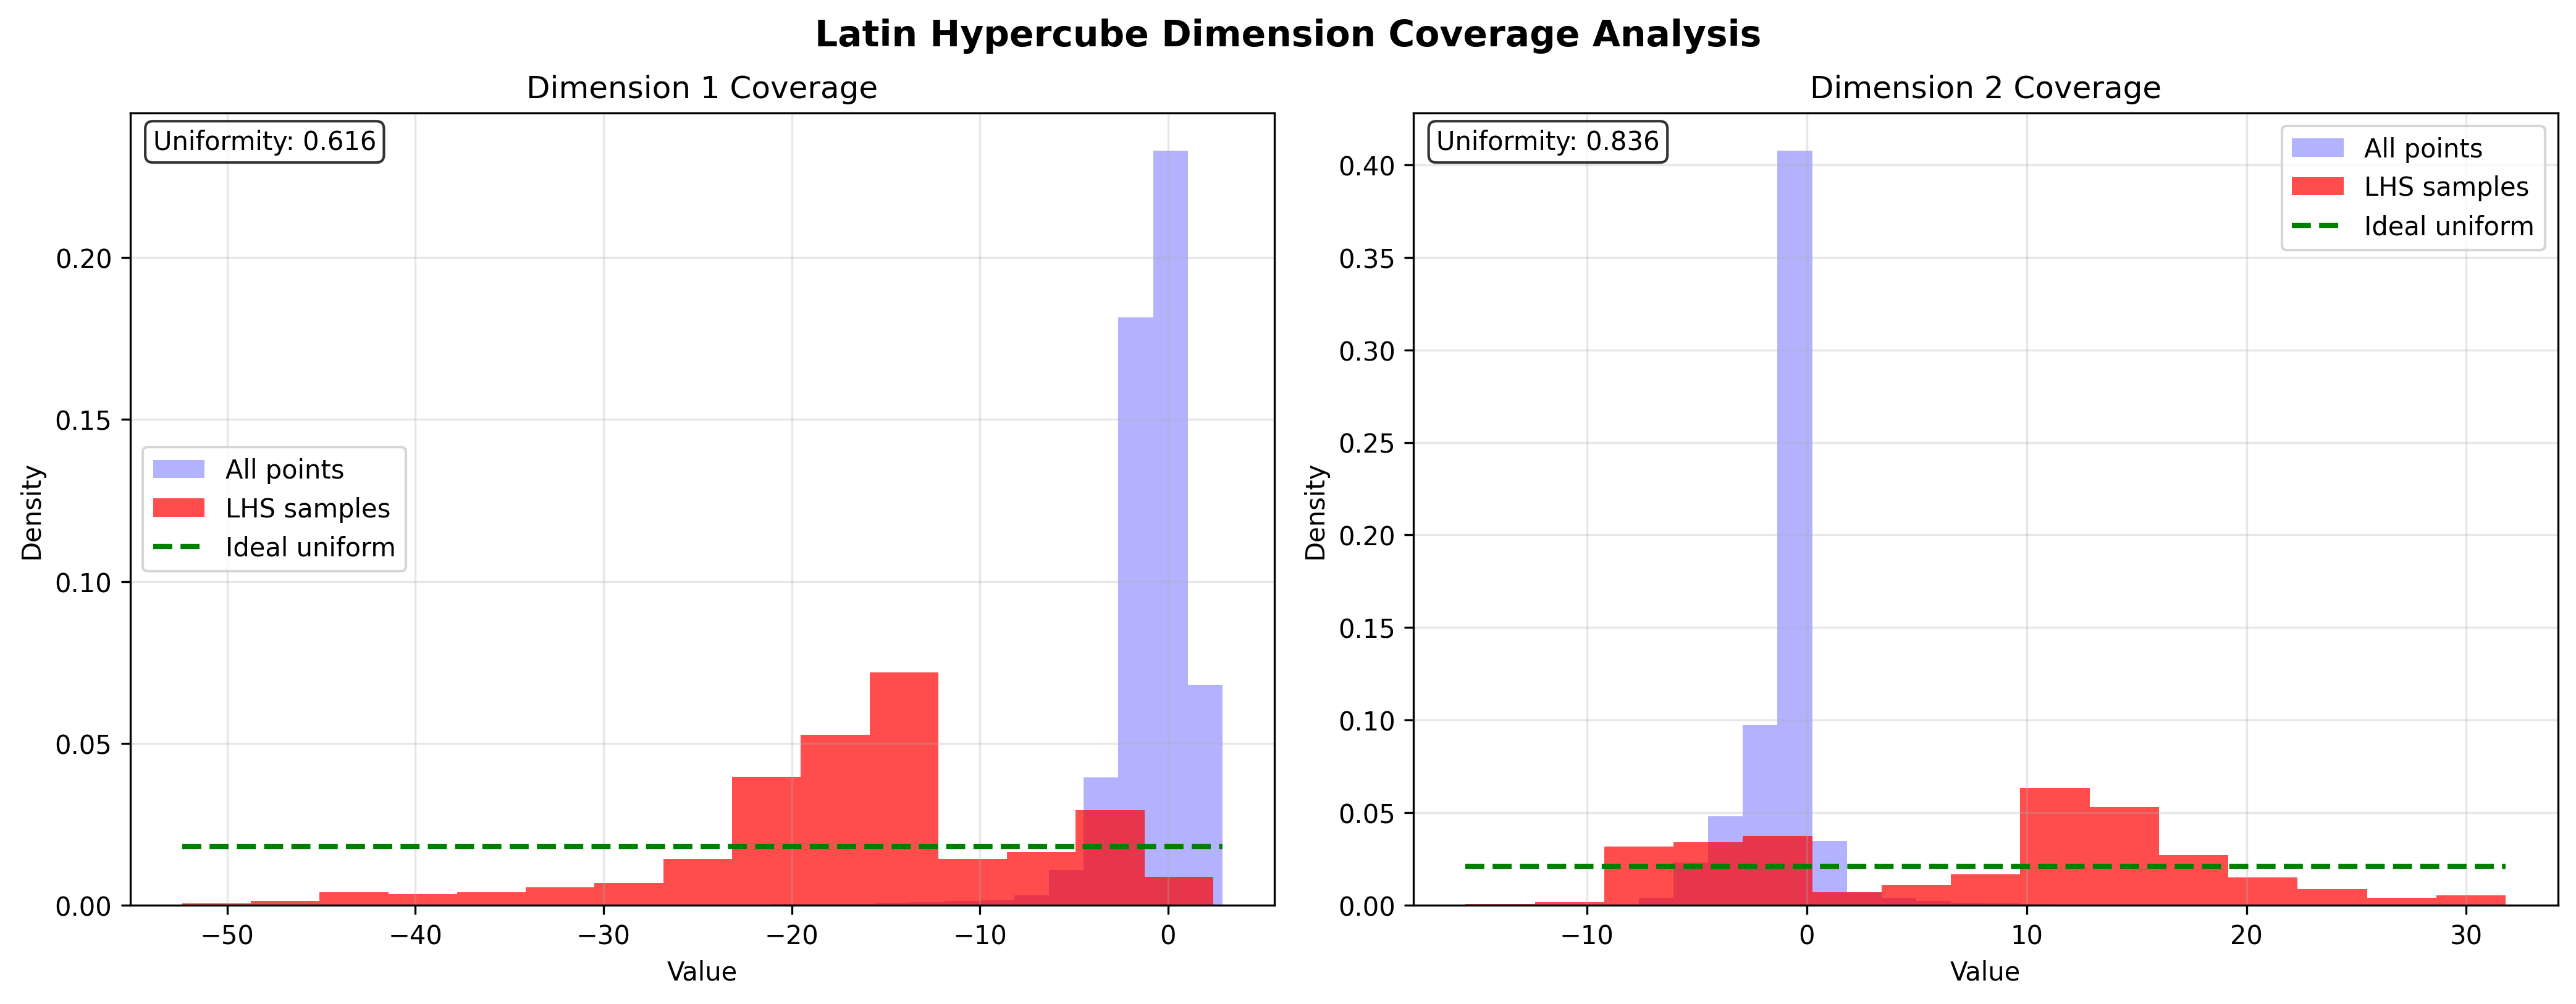 Latin Hypercube Dimension Coverage Analysis
Dimension 1 Coverage
Uniformity: 0.616
All points
LHS samples
Ideal uniform
Density
0.20
0.15
0.10
0.05
0.00
−50 −40 −30 −20 −10 0
Value
Dimension 2 Coverage
Uniformity: 0.836
All points
LHS samples
Ideal uniform
Density
0.40
0.35
0.30
0.25
0.20
0.15
0.10
0.05
0.00
−10 0 10 20 30
Value